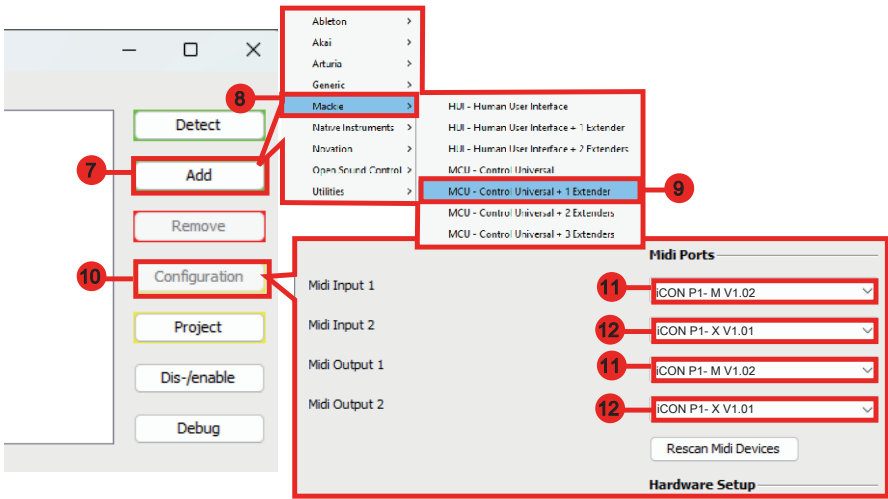 Ableton
Akai
Arturia
Generic
8
Mackie
Native Instruments
Novation
Open Sound Control
Utilities
HUI - Human User Interface
HUI - Human User Interface + 1 Extender
HUI - Human User Interface + 2 Extenders
MCU - Control Universal
MCU - Control Universal + 1 Extender
9
MCU - Control Universal + 2 Extenders
MCU - Control Universal + 3 Extenders
Detect
7
Add
Remove
10
Configuration
Project
Dis-/enable
Debug
Midi Ports
Midi Input 1
11
iCON P1- M V1.02
Midi Input 2
12
iCON P1- X V1.01
Midi Output 1
11
iCON P1- M V1.02
Midi Output 2
12
iCON P1- X V1.01
Rescan Midi Devices
Hardware Setup